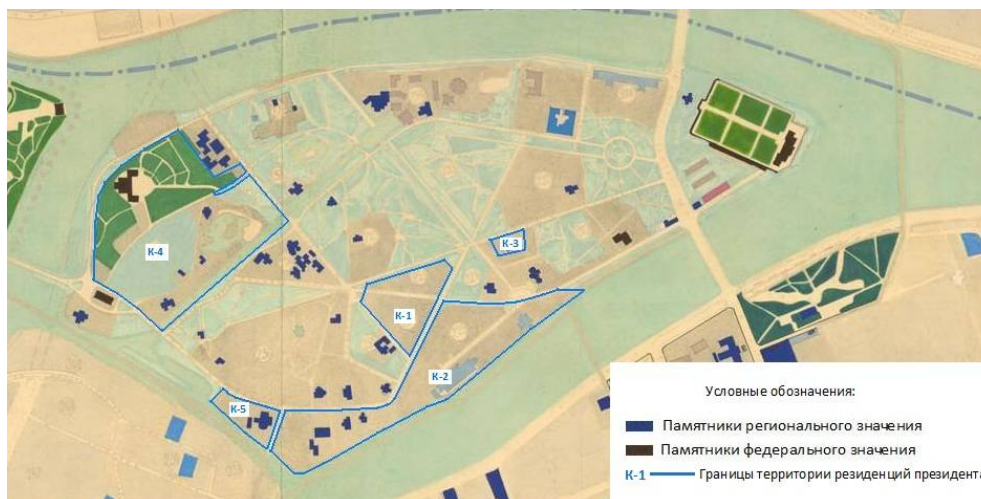 К-4
К-3
К-1
К-2
К-5
Условные обозначения:
Памятники регионального значения
Памятники федерального значения
К-1 Границы территории резиденций президента